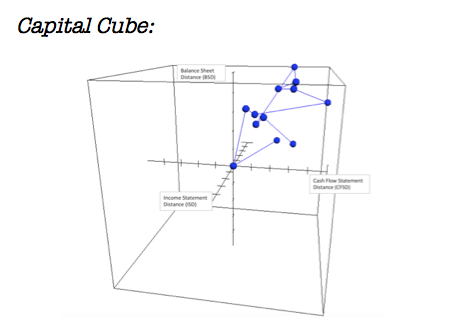 Capital Cube:
Balance Sheet
Distance (BSD)
Cash Flow Statement
Distance (CFSD)
Income Statement
Distance (ISD)